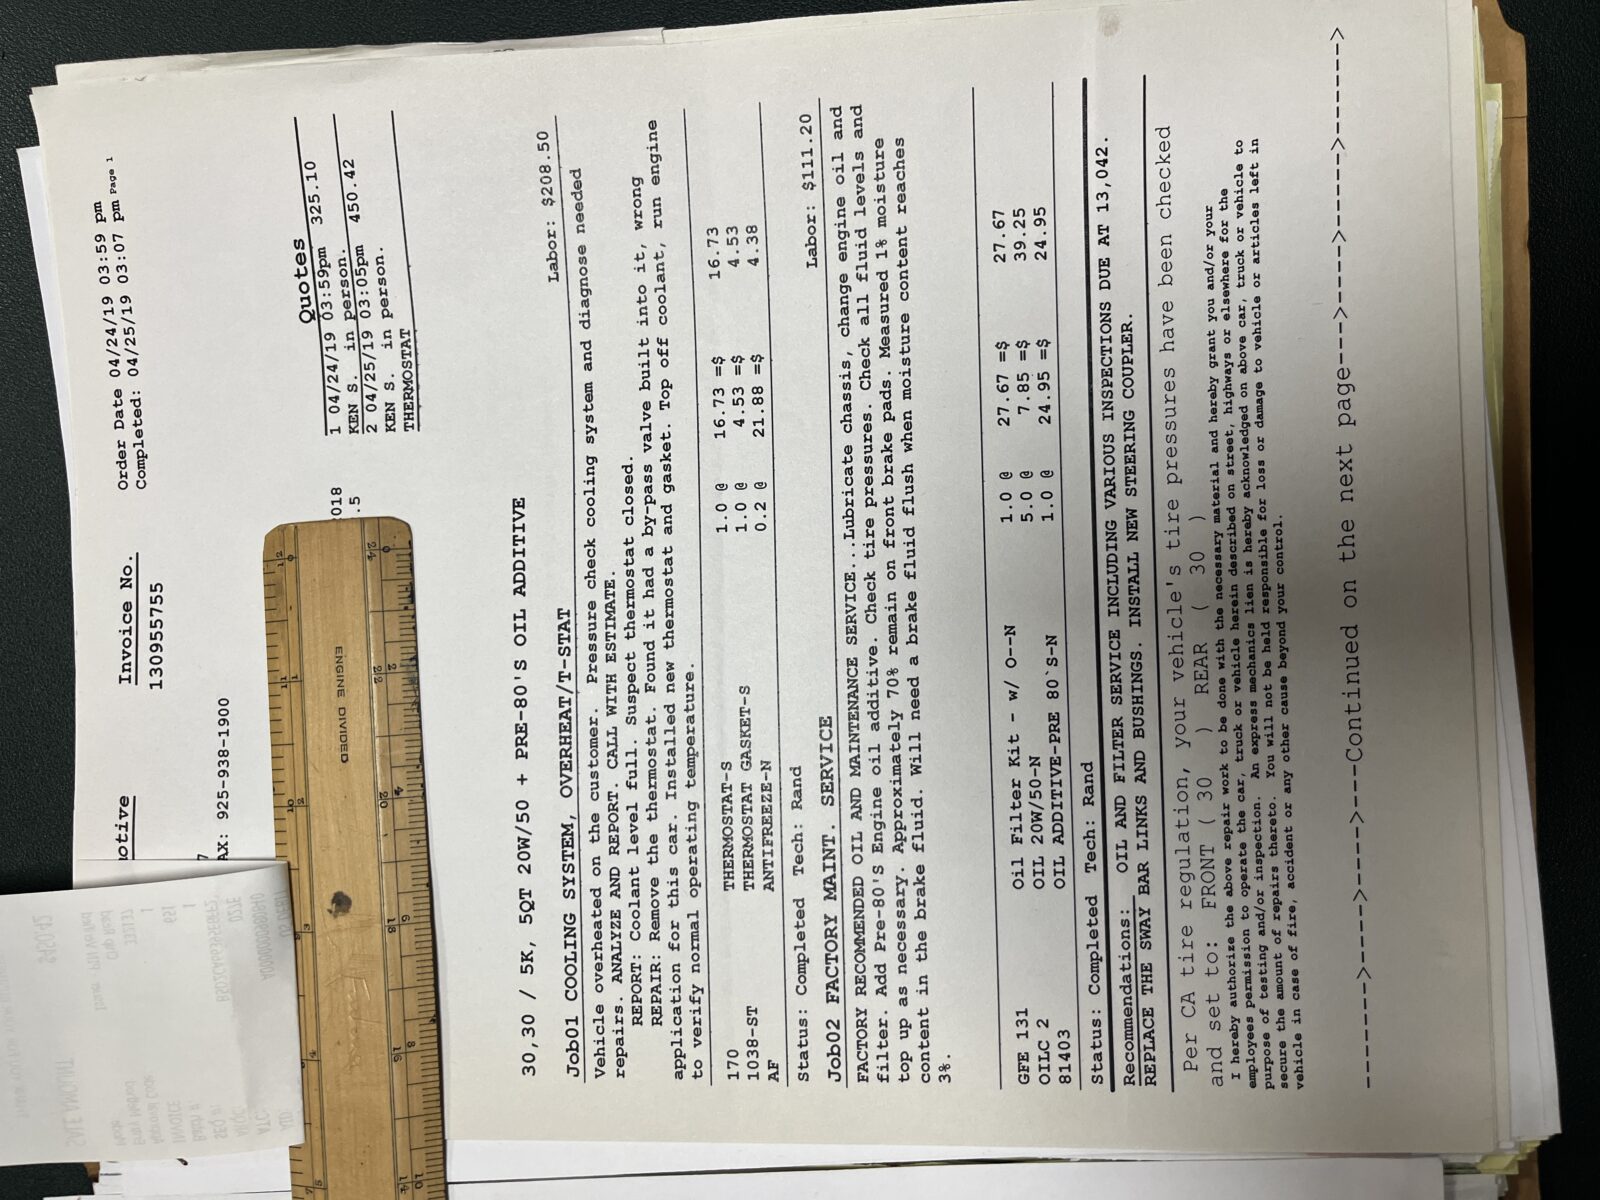 otive
Invoice No.
130955755
Order Date 04/24/19 03:59 pm
Completed: 04/25/19 03:07 pm Page 1
7
AX: 925-938-1900
Quotes
1 04/24/19 03:59pm 325.10
KEN S. in person.
2 04/25/19 03:05pm 450.42
KEN S. in person.
THERMOSTAT
018
.5
ENGINE DIVIDED
30,30 / 5K, 5QT 20W/50 + PRE-80'S OIL ADDITIVE
Labor: $208.50
Job01 COOLING SYSTEM, OVERHEAT/T-STAT
Vehicle overheated on the customer. Pressure check cooling system and diagnose needed
repairs. ANALYZE AND REPORT. CALL WITH ESTIMATE.
REPORT: Coolant level full. Suspect thermostat closed.
REPAIR: Remove the thermostat. Found it had a by-pass valve built into it, wrong
application for this car. Installed new thermostat and gasket. Top off coolant, run engine
to verify normal operating temperature.
170 THERMOSTAT-S 1.0 @ 16.73 =$ 16.73
1038-ST THERMOSTAT GASKET-S 1.0 @ 4.53 =$ 4.53
AF ANTIFREEZE-N 0.2 @ 21.88 =$ 4.38
Status: Completed Tech: Rand
Labor: $111.20
Job02 FACTORY MAINT. SERVICE
FACTORY RECOMMENDED OIL AND MAINTENANCE SERVICE...Lubricate chassis, change engine oil and
filter. Add Pre-80'S Engine oil additive. Check tire pressures. Check all fluid levels and
top up as necessary. Approximately 70% remain on front brake pads. Measured 1% moisture
content in the brake fluid. Will need a brake fluid flush when moisture content reaches
3%.
GFE 131 Oil Filter Kit - w/ O--N 1.0 @ 27.67 =$ 27.67
OILC 2 OIL 20W/50-N 5.0 @ 7.85 =$ 39.25
81403 OIL ADDITIVE-PRE 80`S-N 1.0 @ 24.95 =$ 24.95
Status: Completed Tech: Rand
Recommendations: OIL AND FILTER SERVICE INCLUDING VARIOUS INSPECTIONS DUE AT 13,042.
REPLACE THE SWAY BAR LINKS AND BUSHINGS. INSTALL NEW STEERING COUPLER.
Per CA tire regulation, your vehicle's tire pressures have been checked
and set to: FRONT ( 30 ) REAR ( 30 )
I hereby authorize the above repair work to be done with the necessary material and hereby grant you and/or your
employees permission to operate the car, truck or vehicle herein described on street, highways or elsewhere for the
purpose of testing and/or inspection. An express mechanics lien is hereby acknowledged on above car, truck or vehicle to
secure the amount of repairs thereto. You will not be held responsible for loss or damage to vehicle or articles left in
vehicle in case of fire, accident or any other cause beyond your control.
------>------>------>---Continued on the next page--->------>------>------>